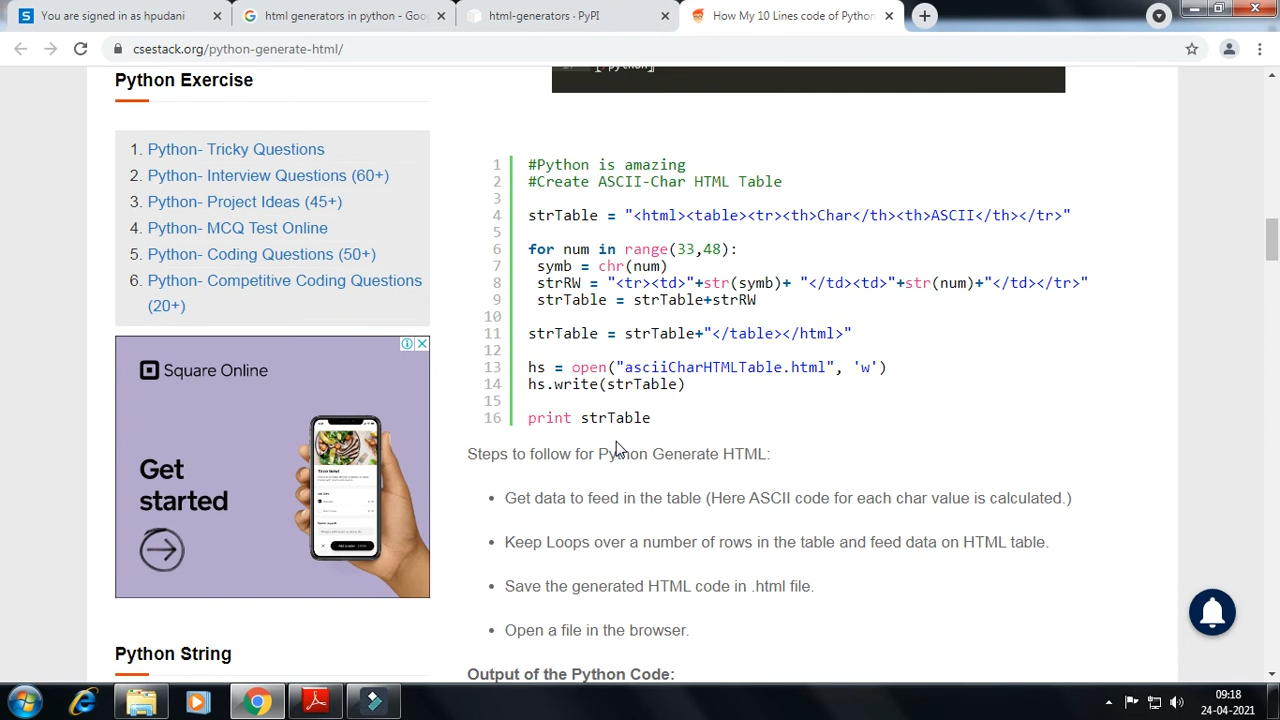 You are signed in as hpudani
html generators in python - Goo
html-generator · PyPI
How My 10 Lines code of Python
csestack.org/python-generate-html/
Python Exercise
1. Python- Tricky Questions
2. Python- Interview Questions (60+)
3. Python- Project Ideas (45+)
4. Python- MCQ Test Online
5. Python- Coding Questions (50+)
6. Python- Competitive Coding Questions
(20+)
Square Online
Get
started
Python String
1 #Python is amazing
2 #Create ASCII-Char HTML Table
3
4 strTable = "<html><table><tr><th>Char</th><th>ASCII</th></tr>"
5
6 for num in range(33,48):
7 symb = chr(num)
8 strRW = "<tr><td>"+str(symb)+ "</td><td>"+str(num)+"</td></tr>"
9 strTable = strTable+strRW
10
11 strTable = strTable+"</table></html>"
12
13 hs = open("asciiCharHTMLTable.html", 'w')
14 hs.write(strTable)
15
16 print strTable
Steps to follow for Python Generate HTML:
• Get data to feed in the table (Here ASCII code for each char value is calculated.)
• Keep Loops over a number of rows in the table and feed data on HTML table.
• Save the generated HTML code in .html file.
• Open a file in the browser.
Output of the Python Code:
09:18
24-04-2021